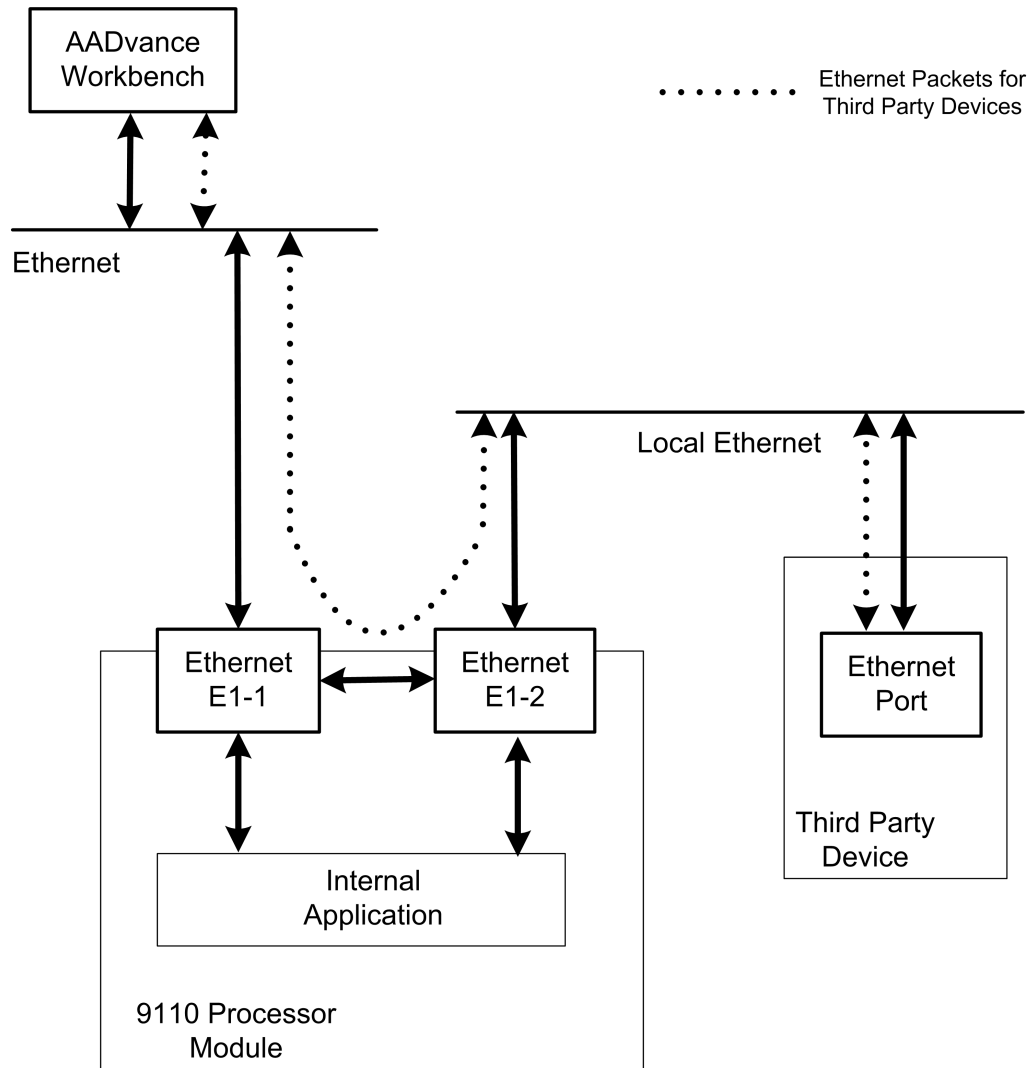 AADvance
Workbench
Ethernet Packets for
Third Party Devices
Ethernet
Local Ethernet
Ethernet
E1-1
Ethernet
E1-2
Ethernet
Port
Third Party
Device
Internal
Application
9110 Processor
Module